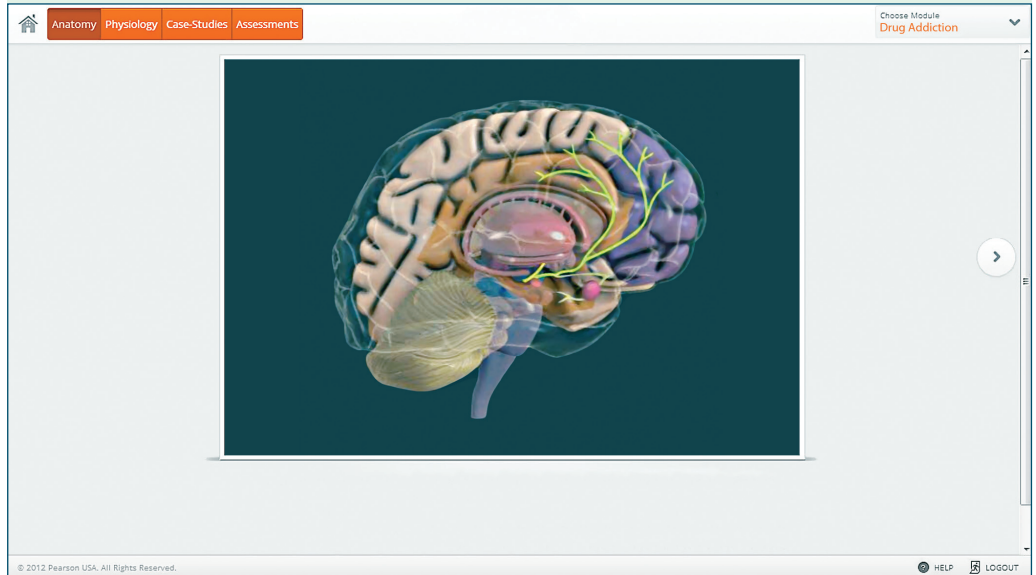 Anatomy Physiology Case-Studies Assessments
Choose Module
Drug Addiction
© 2012 Pearson USA. All Rights Reserved.
HELP LOGOUT